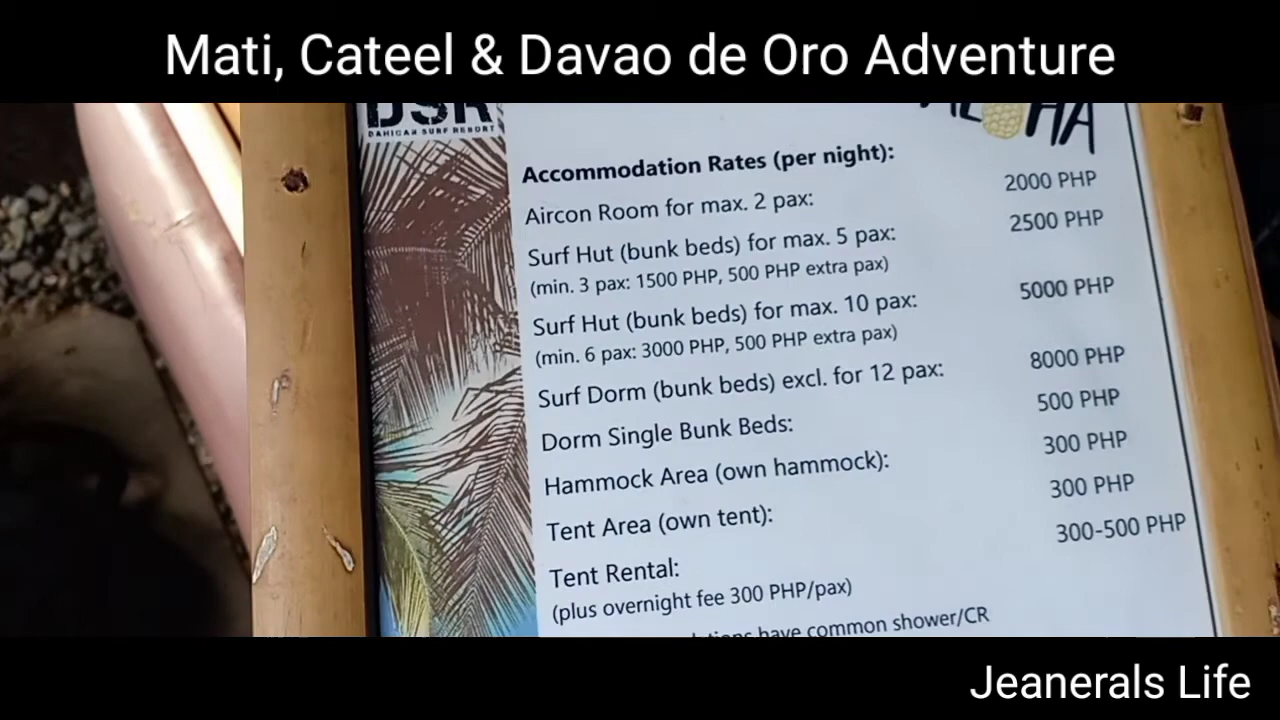 Mati, Cateel & Davao de Oro Adventure
DSR
DAHICAN SURF RESORT
ALOHA
Accommodation Rates (per night):
Aircon Room for max. 2 pax: 2000 PHP
Surf Hut (bunk beds) for max. 5 pax: 2500 PHP
(min. 3 pax: 1500 PHP, 500 PHP extra pax)
Surf Hut (bunk beds) for max. 10 pax: 5000 PHP
(min. 6 pax: 3000 PHP, 500 PHP extra pax)
Surf Dorm (bunk beds) excl. for 12 pax: 8000 PHP
Dorm Single Bunk Beds: 500 PHP
Hammock Area (own hammock): 300 PHP
Tent Area (own tent): 300 PHP
Tent Rental: 300-500 PHP
(plus overnight fee 300 PHP/pax)
have common shower/CR
Jeanerals Life